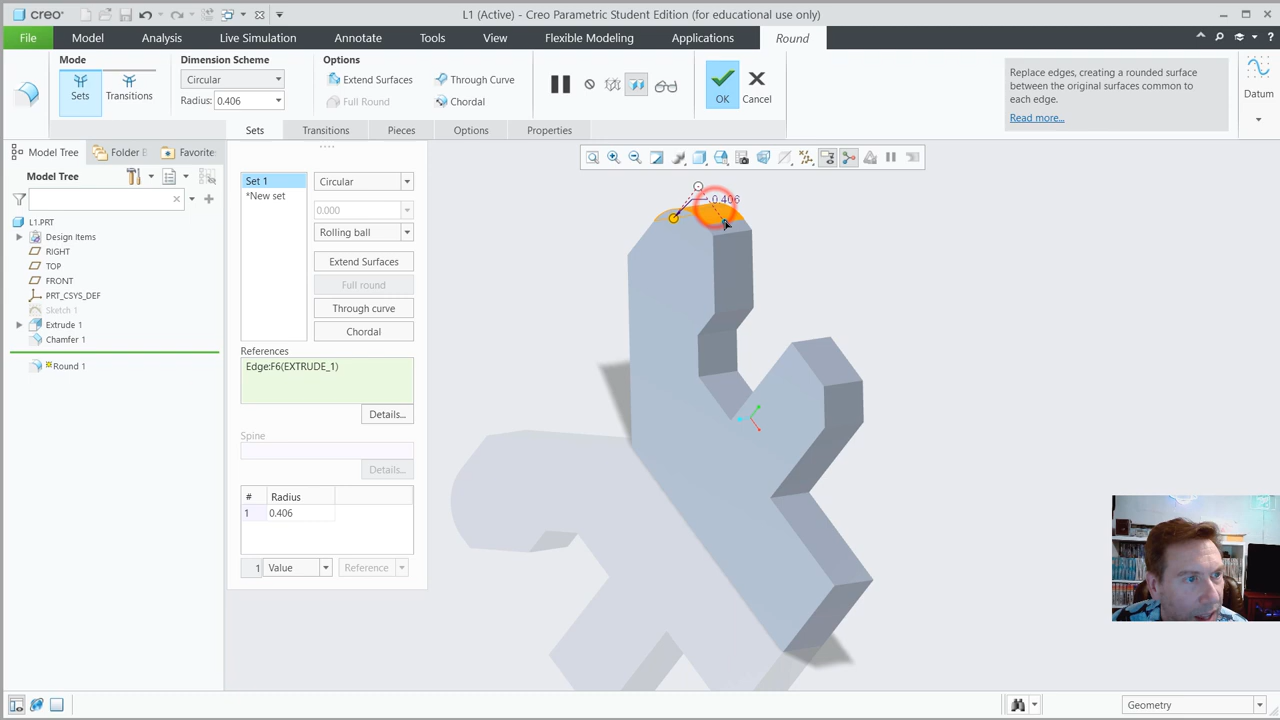 creo
L1 (Active) - Creo Parametric Student Edition (for educational use only)
File
Model
Analysis
Live Simulation
Annotate
Tools
View
Flexible Modeling
Applications
Round
Mode
Sets
Transitions
Dimension Scheme
Circular
Radius: 0.406
Options
Extend Surfaces
Through Curve
Full Round
Chordal
OK
Cancel
Replace edges, creating a rounded surface
between the original surfaces common to
each edge.
Read more...
Datum
Sets
Transitions
Pieces
Options
Properties
Model Tree
Folder B
Favorite
Model Tree
L1.PRT
Design Items
RIGHT
TOP
FRONT
PRT_CSYS_DEF
Sketch 1
Extrude 1
Chamfer 1
Round 1
Set 1
*New set
Circular
0.000
Rolling ball
Extend Surfaces
Full round
Through curve
Chordal
References
Edge:F6(EXTRUDE_1)
Details...
Spine
Details...
# Radius
1 0.406
1 Value
Reference
0.406
Geometry